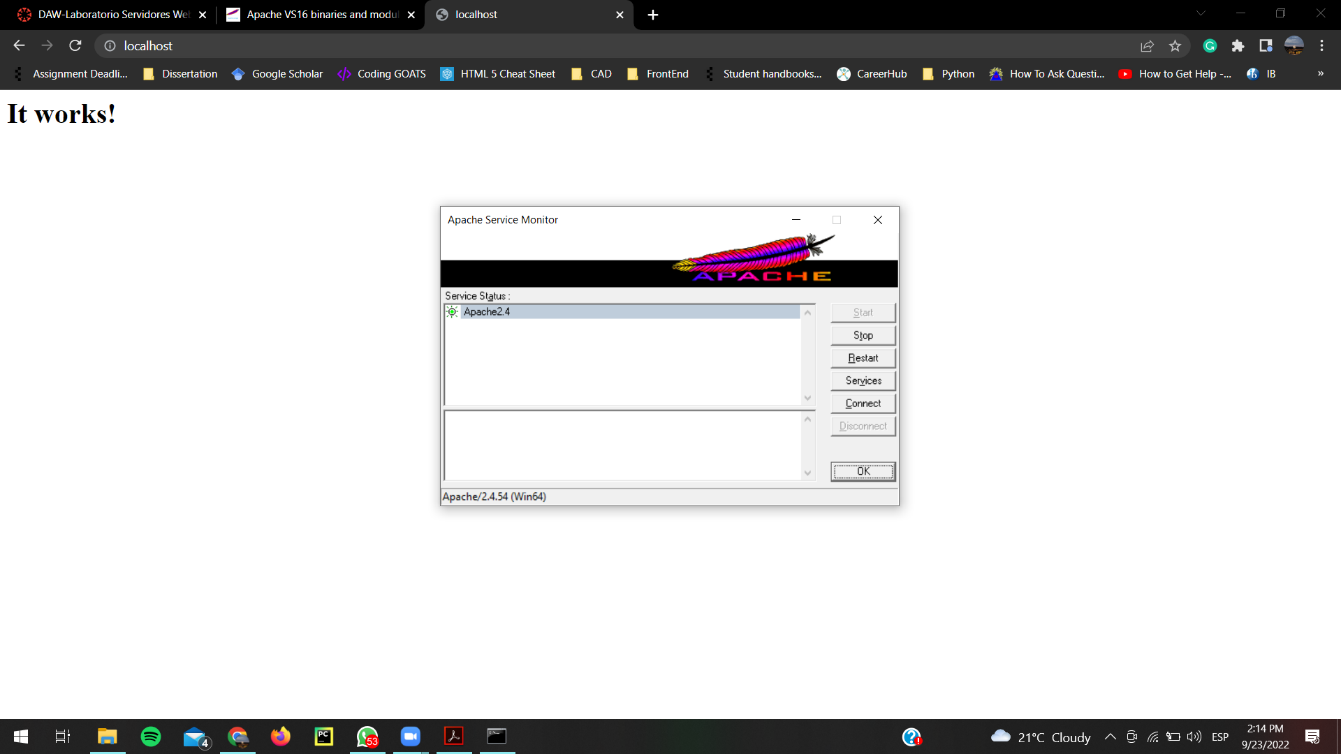 DAW-Laboratorio Servidores We
Apache VS16 binaries and modul
localhost
localhost
Assignment Deadli...
Dissertation
Google Scholar
Coding GOATS
HTML 5 Cheat Sheet
CAD
FrontEnd
Student handbooks...
CareerHub
Python
How To Ask Questi...
How to Get Help -...
IB
»
It works!
Apache Service Monitor
APACHE
Service Status :
Apache2.4
Start
Stop
Restart
Services
Connect
Disconnect
OK
Apache/2.4.54 (Win64)
4
PC
53
21°C Cloudy
ESP
2:14 PM
9/23/2022